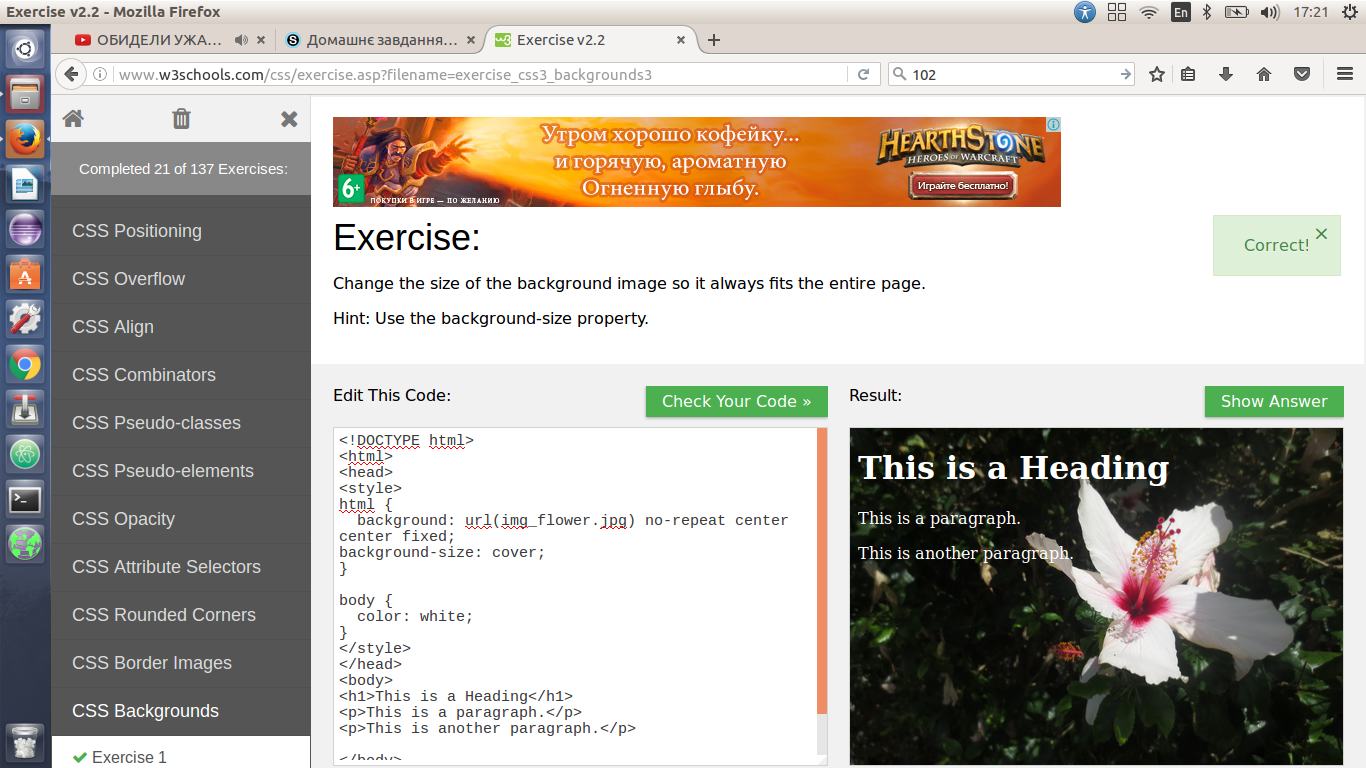 Exercise v2.2 - Mozilla Firefox
En
17:21
ОБИДЕЛИ УЖА...
Домашнє завдання...
Exercise v2.2
www.w3schools.com/css/exercise.asp?filename=exercise_css3_backgrounds3
102
Completed 21 of 137 Exercises:
CSS Positioning
CSS Overflow
CSS Align
CSS Combinators
CSS Pseudo-classes
CSS Pseudo-elements
CSS Opacity
CSS Attribute Selectors
CSS Rounded Corners
CSS Border Images
CSS Backgrounds
Exercise 1
Утром хорошо кофейку...
и горячую, ароматную
Огненную глыбу.
6+
ПОКУПКИ В ИГРЕ — ПО ЖЕЛАНИЮ
HEARTHSTONE
HEROES OF WARCRAFT
Играйте бесплатно!
Exercise:
Correct!
Change the size of the background image so it always fits the entire page.
Hint: Use the background-size property.
Edit This Code:
Check Your Code »
<!DOCTYPE html>
<html>
<head>
<style>
html {
  background: url(img_flower.jpg) no-repeat center
center fixed;
background-size: cover;
}
body {
  color: white;
}
</style>
</head>
<body>
<h1>This is a Heading</h1>
<p>This is a paragraph.</p>
<p>This is another paragraph.</p>
</body>
Result:
Show Answer
This is a Heading
This is a paragraph.
This is another paragraph.